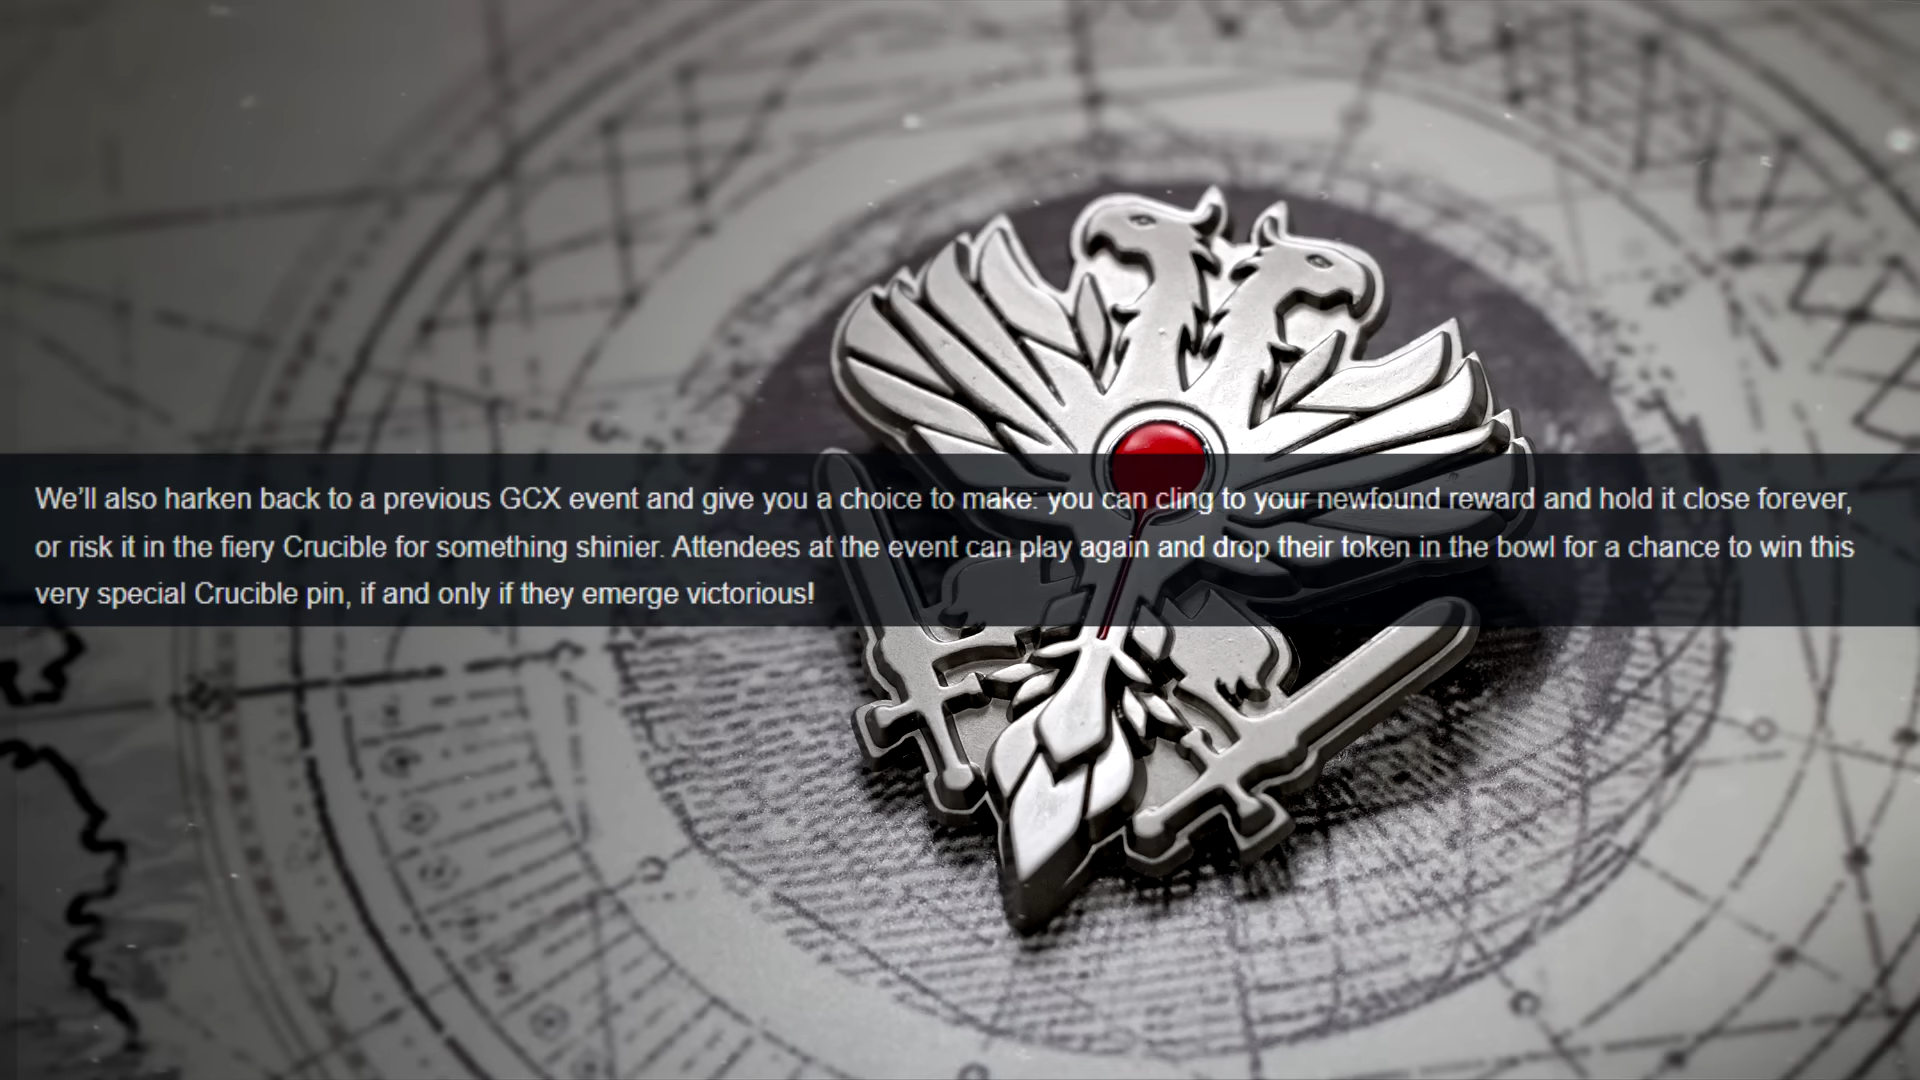 We’ll also harken back to a previous GCX event and give you a choice to make: you can cling to your newfound reward and hold it close forever,
or risk it in the fiery Crucible for something shinier. Attendees at the event can play again and drop their token in the bowl for a chance to win this
very special Crucible pin, if and only if they emerge victorious!